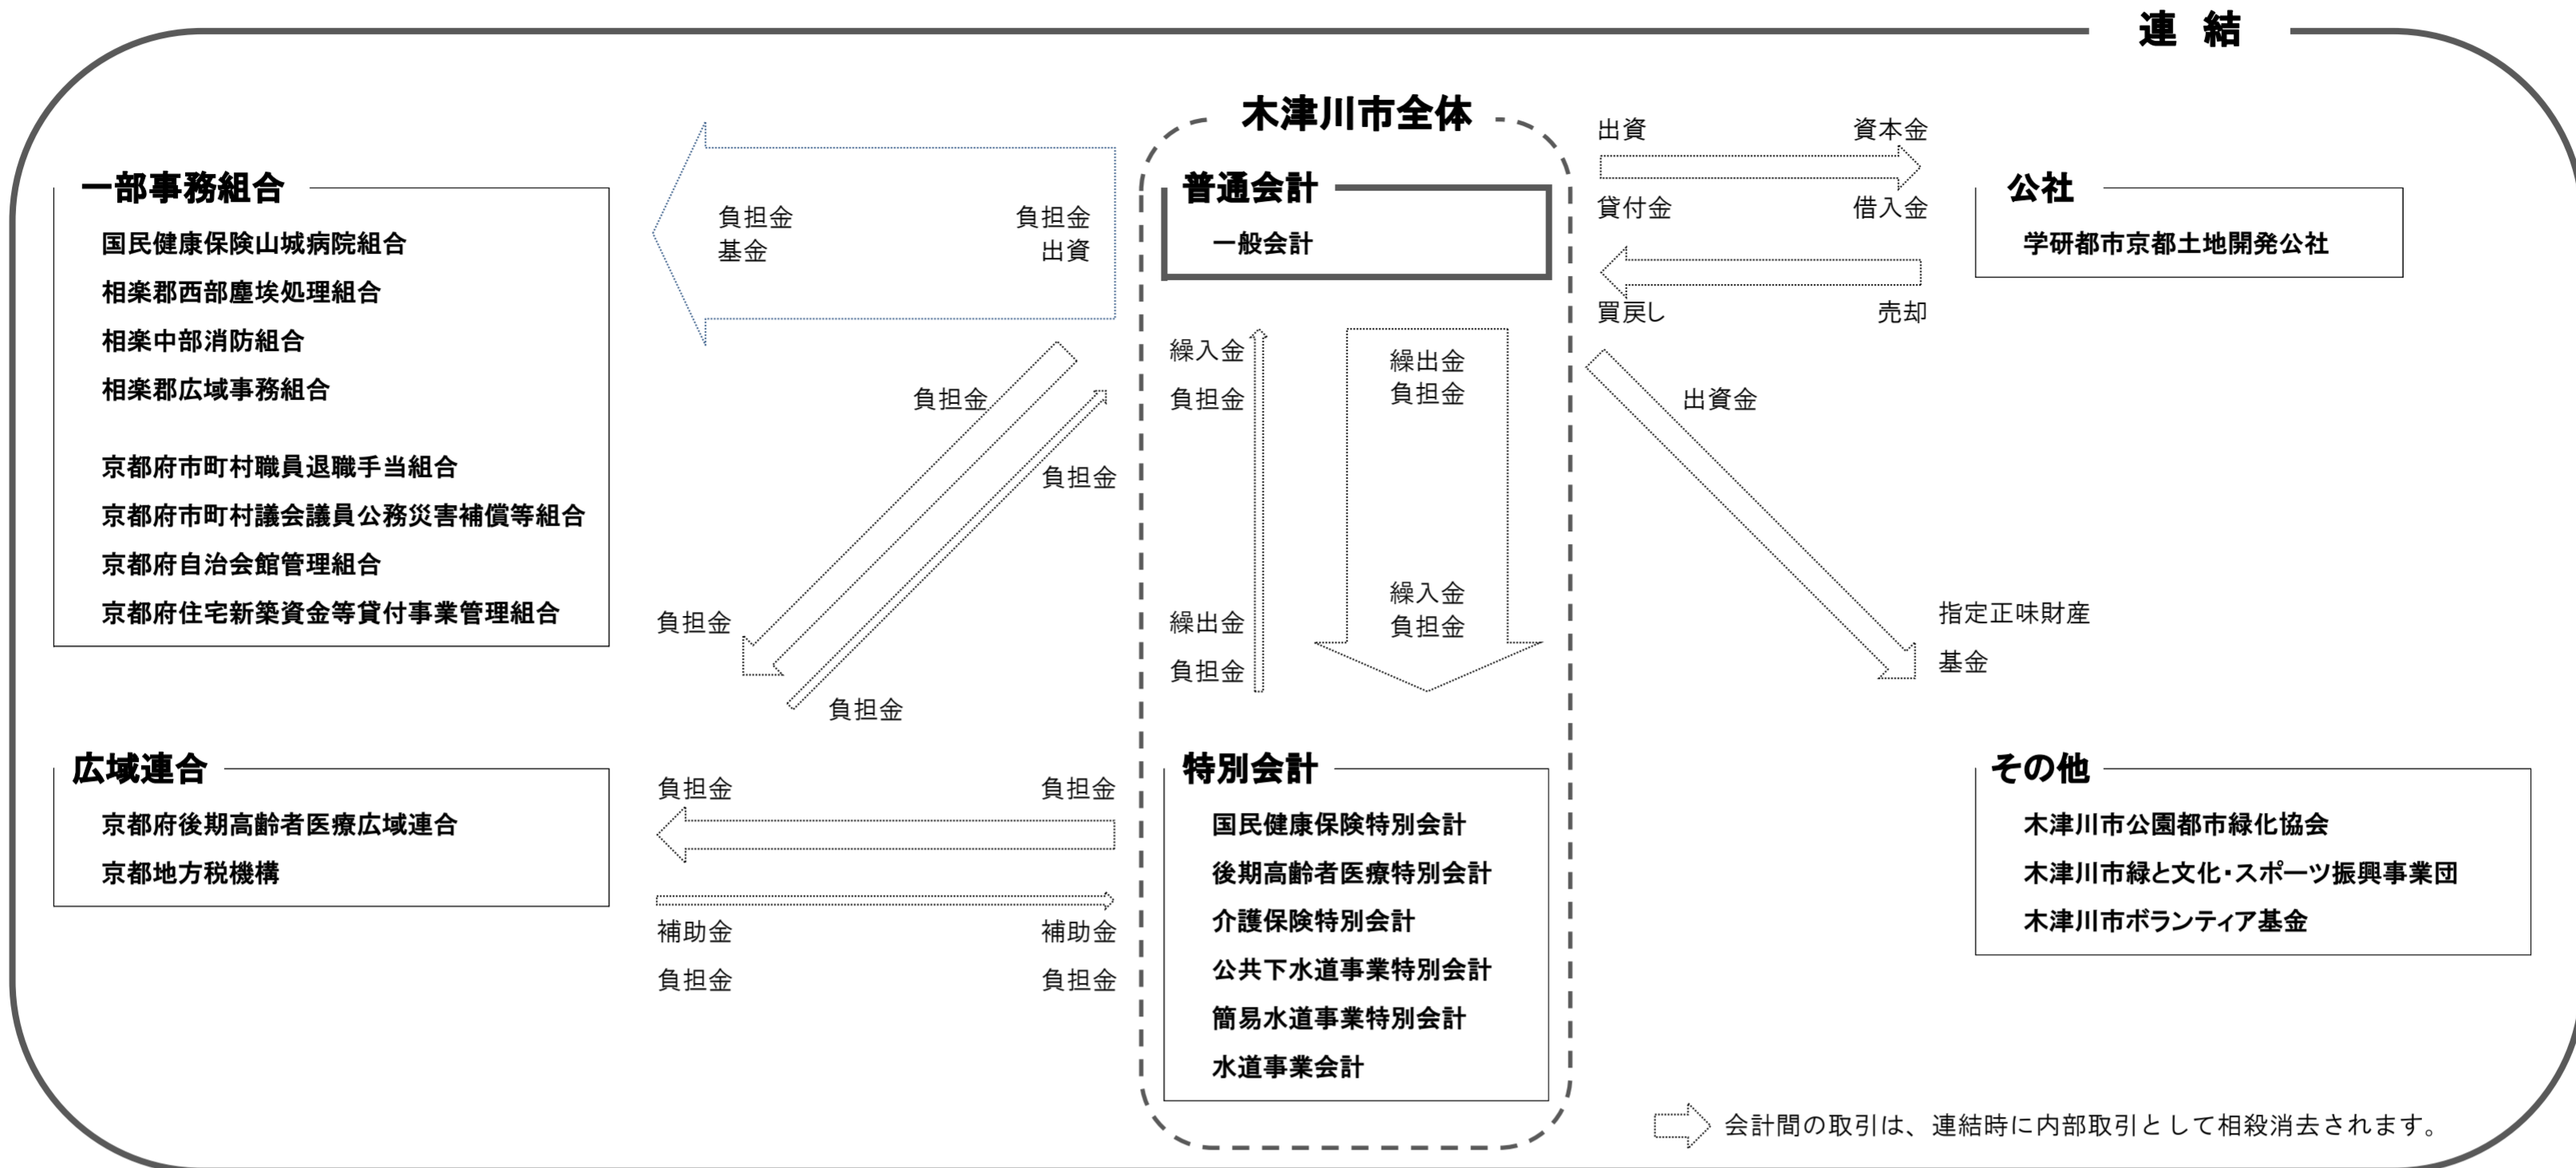 連 結
木津川市全体
一部事務組合
国民健康保険山城病院組合
相楽郡西部塵埃処理組合
相楽中部消防組合
相楽郡広域事務組合
京都府市町村職員退職手当組合
京都府市町村議会議員公務災害補償等組合
京都府自治会館管理組合
京都府住宅新築資金等貸付事業管理組合
負担金 負担金
基金 出資
普通会計
一般会計
出資 資本金
貸付金 借入金
買戻し 売却
公社
学研都市京都土地開発公社
負担金
負担金
負担金
負担金
繰入金
負担金
繰出金
負担金
繰出金
負担金
繰入金
負担金
出資金
指定正味財産
基金
広域連合
京都府後期高齢者医療広域連合
京都地方税機構
負担金 負担金
補助金 補助金
負担金 負担金
特別会計
国民健康保険特別会計
後期高齢者医療特別会計
介護保険特別会計
公共下水道事業特別会計
簡易水道事業特別会計
水道事業会計
その他
木津川市公園都市緑化協会
木津川市緑と文化・スポーツ振興事業団
木津川市ボランティア基金
会計間の取引は、連結時に内部取引として相殺消去されます。